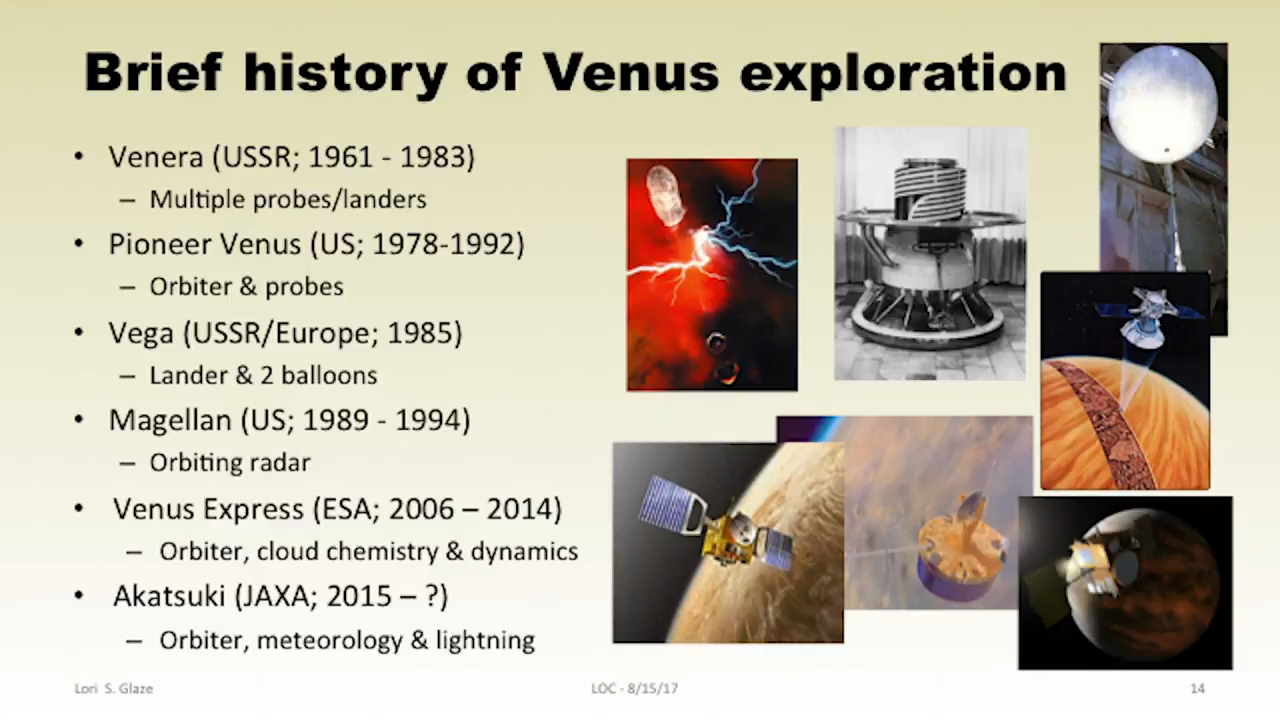 Brief history of Venus exploration
• Venera (USSR; 1961 - 1983)
– Multiple probes/landers
• Pioneer Venus (US; 1978-1992)
– Orbiter & probes
• Vega (USSR/Europe; 1985)
– Lander & 2 balloons
• Magellan (US; 1989 - 1994)
– Orbiting radar
• Venus Express (ESA; 2006 – 2014)
– Orbiter, cloud chemistry & dynamics
• Akatsuki (JAXA; 2015 – ?)
– Orbiter, meteorology & lightning
Lori S. Glaze
LOC - 8/15/17
14